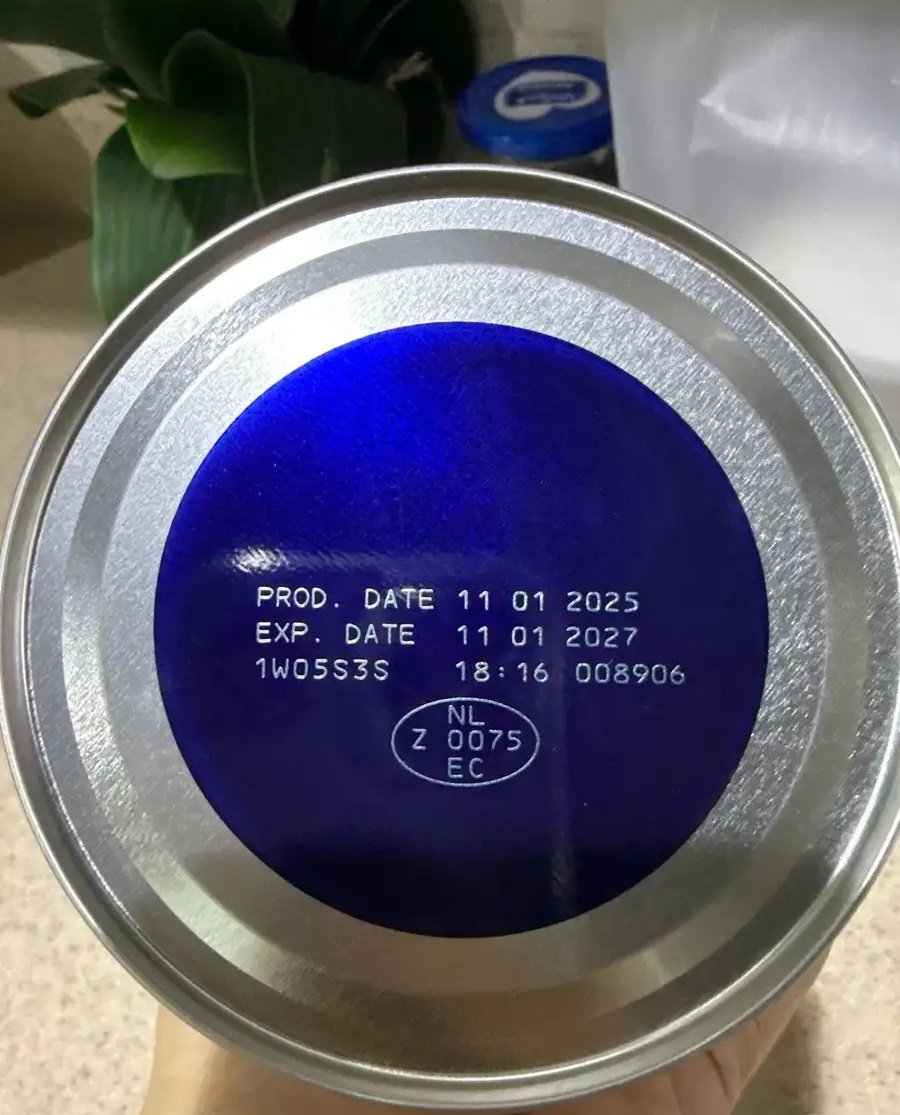 PROD. DATE 11 01 2025
EXP. DATE 11 01 2027
1W05S3S 18:16 008906
NL
Z 0075
EC